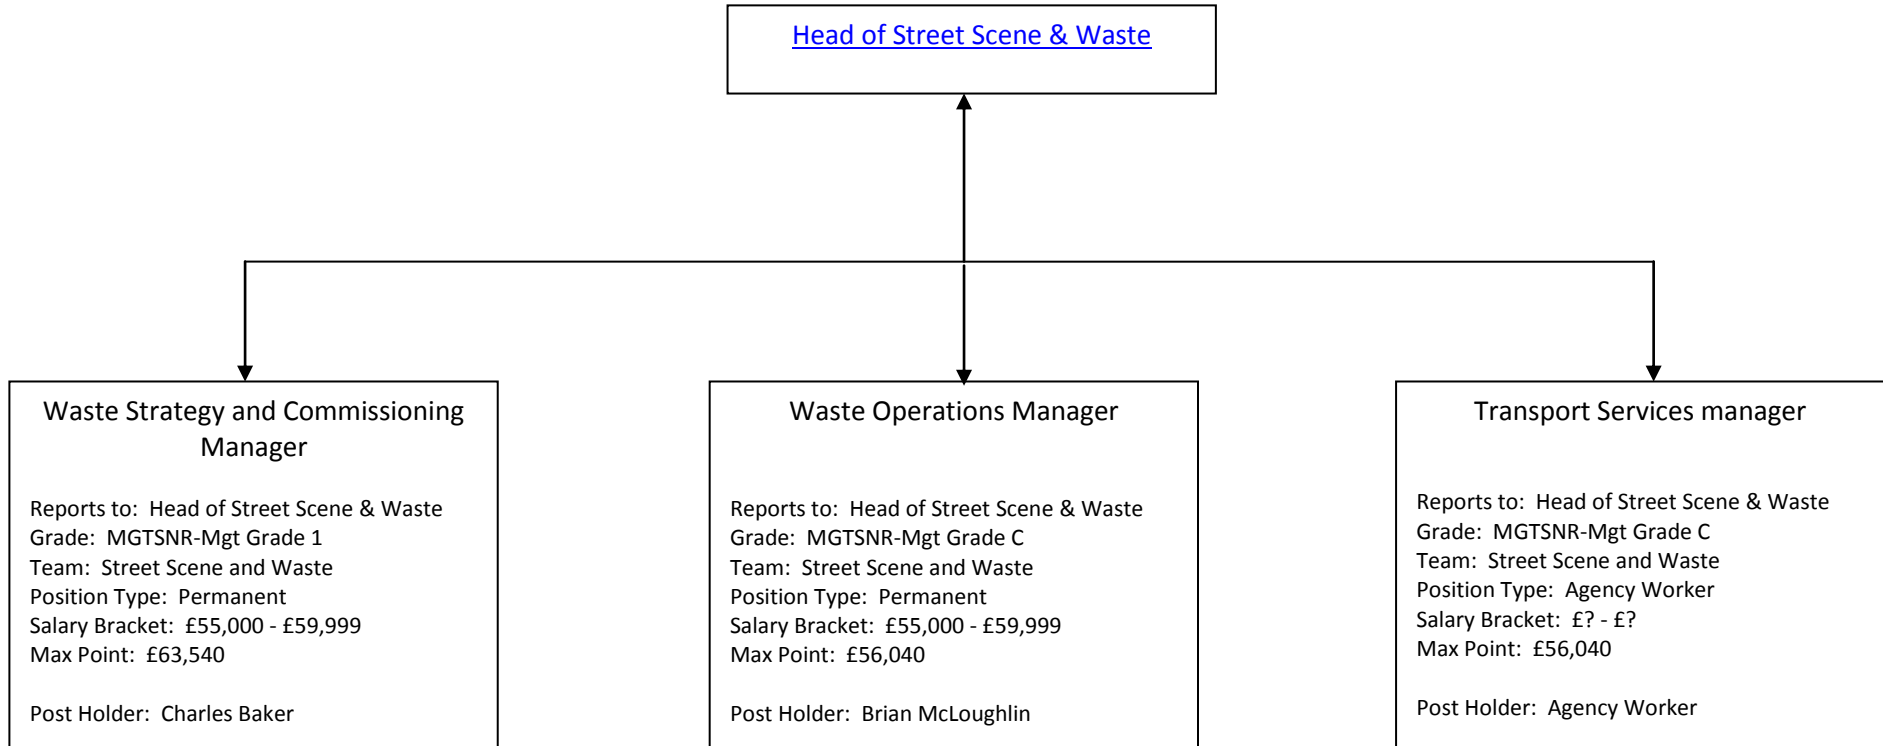 Head of Street Scene & Waste
Waste Strategy and Commissioning
Manager
Reports to:  Head of Street Scene & Waste
Grade:  MGTSNR-Mgt Grade 1
Team:  Street Scene and Waste
Position Type:  Permanent
Salary Bracket:  £55,000 - £59,999
Max Point:  £63,540
Post Holder:  Charles Baker
Waste Operations Manager
Reports to:  Head of Street Scene & Waste
Grade:  MGTSNR-Mgt Grade C
Team:  Street Scene and Waste
Position Type:  Permanent
Salary Bracket:  £55,000 - £59,999
Max Point:  £56,040
Post Holder:  Brian McLoughlin
Transport Services manager
Reports to:  Head of Street Scene & Waste
Grade:  MGTSNR-Mgt Grade C
Team:  Street Scene and Waste
Position Type:  Agency Worker
Salary Bracket:  £? - £?
Max Point:  £56,040
Post Holder:  Agency Worker